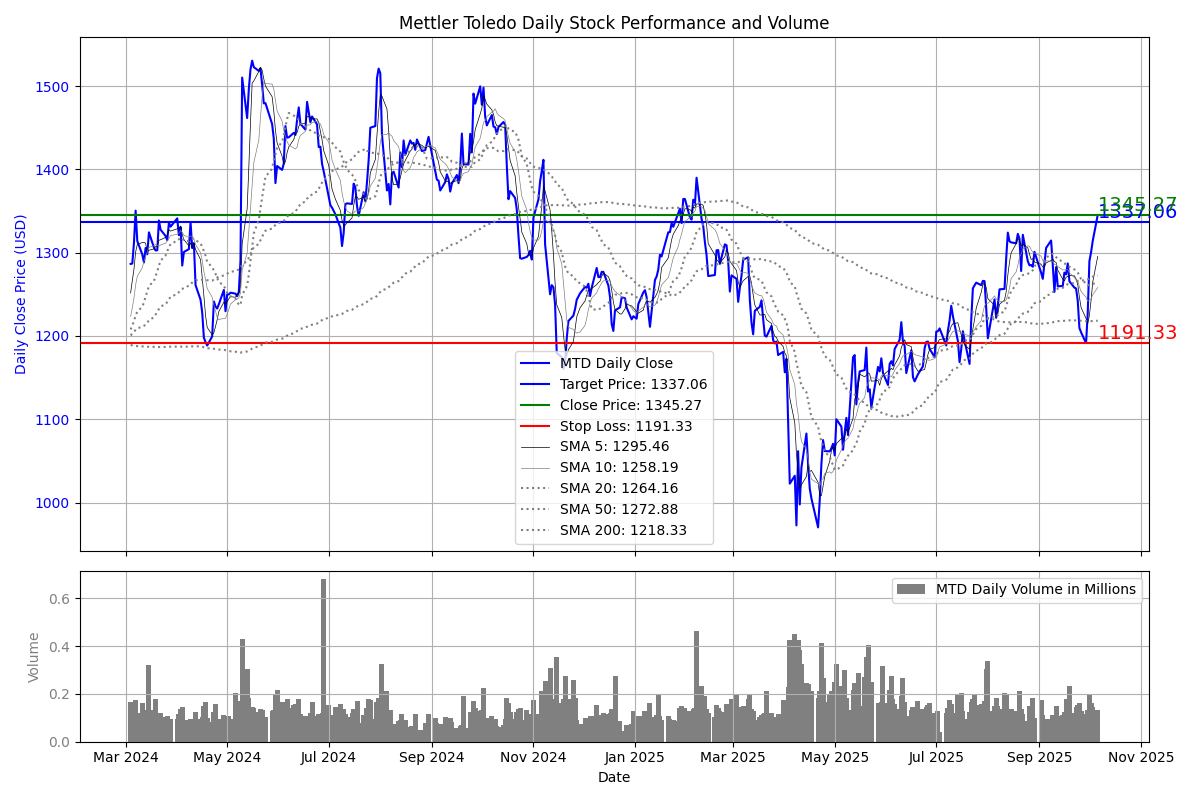 Mettler Toledo Daily Stock Performance and Volume
Daily Close Price (USD)
1500
1400
1300
1200
1100
1000
1345.27
1337.06
1191.33
MTD Daily Close
Target Price: 1337.06
Close Price: 1345.27
Stop Loss: 1191.33
SMA 5: 1295.46
SMA 10: 1258.19
SMA 20: 1264.16
SMA 50: 1272.88
SMA 200: 1218.33
Volume
0.6
0.4
0.2
0.0
MTD Daily Volume in Millions
Mar 2024 May 2024 Jul 2024 Sep 2024 Nov 2024 Jan 2025 Mar 2025 May 2025 Jul 2025 Sep 2025 Nov 2025
Date